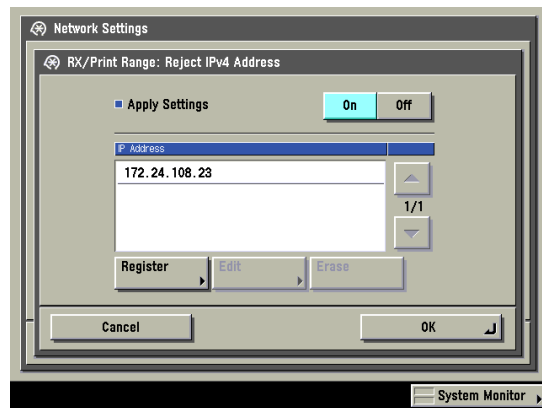 Network Settings
RX/Print Range: Reject IPv4 Address
Apply Settings On Off
IP Address
172.24.108.23
1/1
Register Edit Erase
Cancel OK
System Monitor